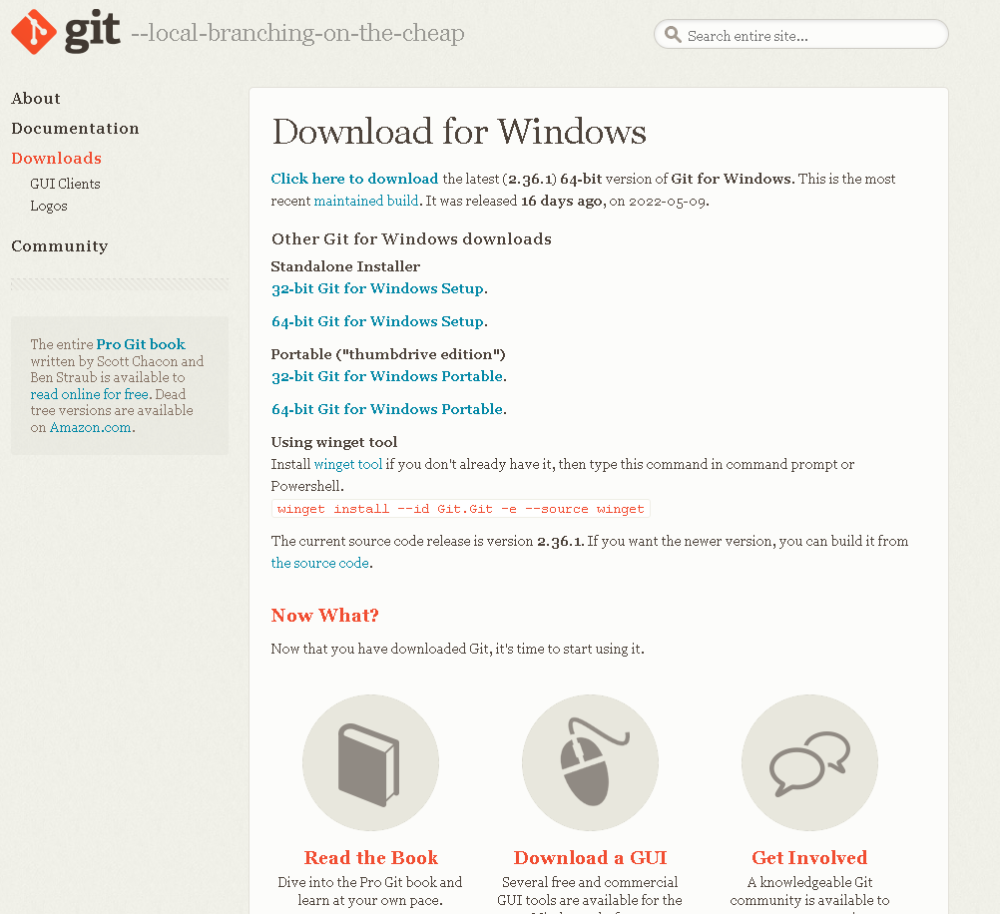 git --local-branching-on-the-cheap
Search entire site...
About
Documentation
Downloads
GUI Clients
Logos
Community
The entire Pro Git book
written by Scott Chacon and
Ben Straub is available to
read online for free. Dead
tree versions are available
on Amazon.com.
Download for Windows
Click here to download the latest (2.36.1) 64-bit version of Git for Windows. This is the most
recent maintained build. It was released 16 days ago, on 2022-05-09.
Other Git for Windows downloads
Standalone Installer
32-bit Git for Windows Setup.
64-bit Git for Windows Setup.
Portable ("thumbdrive edition")
32-bit Git for Windows Portable.
64-bit Git for Windows Portable.
Using winget tool
Install winget tool if you don't already have it, then type this command in command prompt or
Powershell.
winget install --id Git.Git -e --source winget
The current source code release is version 2.36.1. If you want the newer version, you can build it from
the source code.
Now What?
Now that you have downloaded Git, it's time to start using it.
Read the Book
Dive into the Pro Git book and
learn at your own pace.
Download a GUI
Several free and commercial
GUI tools are available for the
Get Involved
A knowledgeable Git
community is available to